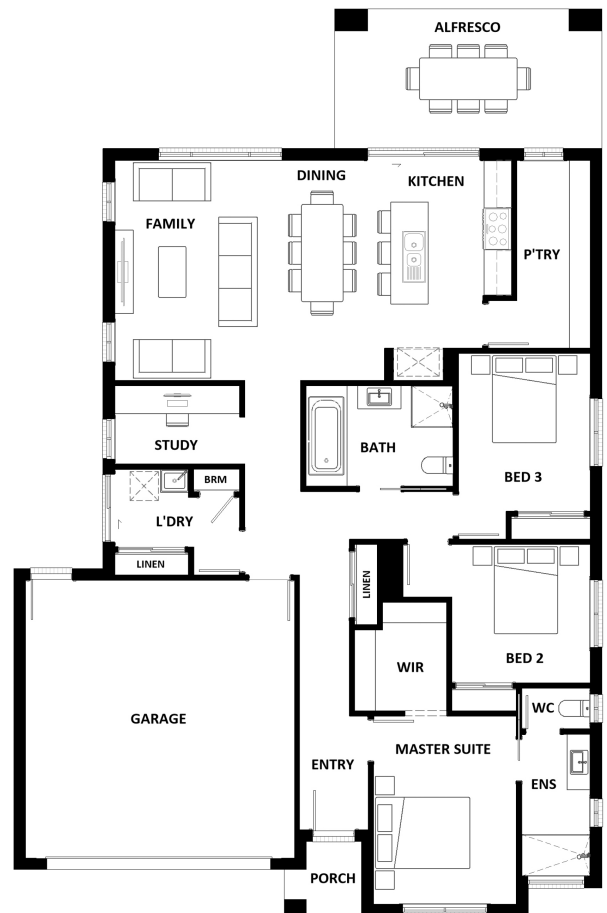 ALFRESCO
DINING
KITCHEN
FAMILY
P'TRY
STUDY
BATH
BED 3
BRM
L'DRY
LINEN
LINEN
BED 2
WIR
WC
GARAGE
MASTER SUITE
ENTRY
ENS
PORCH